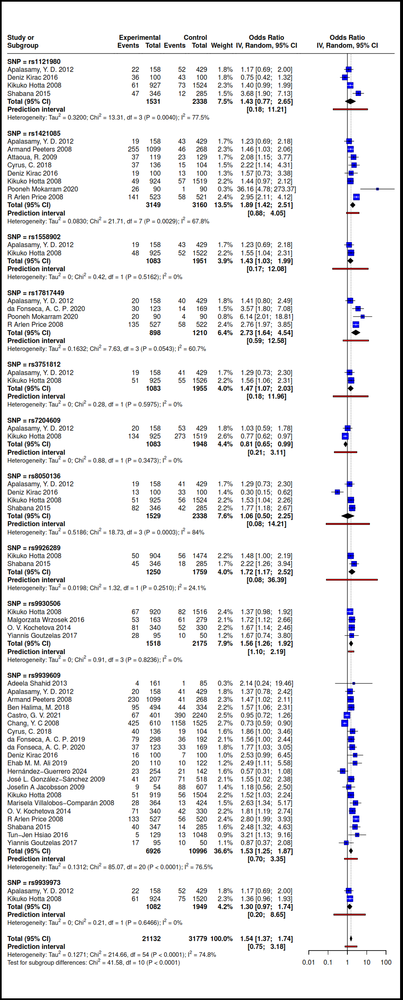 Study or Experimental Control Odds Ratio Odds Ratio
Subgroup Events Total Events Total Weight IV, Random, 95% CI IV, Random, 95% CI
SNP = rs1121980
Apalasamy, Y. D. 2012 22 158 52 429 1.8% 1.17 [0.69; 2.00]
Deniz Kirac 2016 36 100 43 100 1.8% 0.75 [0.42; 1.32]
Kikuko Hotta 2008 61 927 73 1524 2.3% 1.40 [0.99; 1.99]
Shabana 2015 47 346 12 285 1.5% 3.68 [1.90; 7.13]
Total (95% CI) 1531 2338 7.5% 1.43 [0.77; 2.65]
Prediction interval [0.18; 11.21]
Heterogeneity: Tau² = 0.3200; Chi² = 13.31, df = 3 (P = 0.0040); I² = 77.5%
SNP = rs1421085
Apalasamy, Y. D. 2012 19 158 43 429 1.7% 1.23 [0.69; 2.18]
Armand Peeters 2008 255 1099 46 268 2.3% 1.46 [1.03; 2.06]
Attaoua, R. 2009 37 119 23 129 1.7% 2.08 [1.15; 3.77]
Cyrus, C. 2018 37 136 15 104 1.6% 2.22 [1.14; 4.31]
Deniz Kirac 2016 19 100 13 100 1.3% 1.57 [0.73; 3.38]
Kikuko Hotta 2008 49 924 57 1519 2.2% 1.44 [0.97; 2.12]
Pooneh Mokarram 2020 26 90 1 90 0.3% 36.16 [4.78; 273.37]
R Arlen Price 2008 141 523 58 521 2.4% 2.95 [2.11; 4.12]
Total (95% CI) 3149 3160 13.5% 1.89 [1.42; 2.51]
Prediction interval [0.88; 4.05]
Heterogeneity: Tau² = 0.0830; Chi² = 21.71, df = 7 (P = 0.0029); I² = 67.8%
SNP = rs1558902
Apalasamy, Y. D. 2012 19 158 43 429 1.7% 1.23 [0.69; 2.18]
Kikuko Hotta 2008 48 925 52 1522 2.2% 1.55 [1.04; 2.31]
Total (95% CI) 1083 1951 3.9% 1.43 [1.03; 1.99]
Prediction interval [0.17; 12.08]
Heterogeneity: Tau² = 0; Chi² = 0.42, df = 1 (P = 0.5162); I² = 0%
SNP = rs17817449
Apalasamy, Y. D. 2012 20 158 40 429 1.8% 1.41 [0.80; 2.49]
da Fonseca, A. C. P. 2020 30 123 14 169 1.5% 3.57 [1.80; 7.08]
Pooneh Mokarram 2020 20 90 4 90 0.8% 6.14 [2.01; 18.81]
R Arlen Price 2008 135 527 58 522 2.4% 2.76 [1.97; 3.85]
Total (95% CI) 898 1210 6.4% 2.73 [1.64; 4.54]
Prediction interval [0.59; 12.58]
Heterogeneity: Tau² = 0.1632; Chi² = 7.63, df = 3 (P = 0.0543); I² = 60.7%
SNP = rs3751812
Apalasamy, Y. D. 2012 19 158 41 429 1.7% 1.29 [0.73; 2.30]
Kikuko Hotta 2008 51 925 55 1526 2.2% 1.56 [1.06; 2.31]
Total (95% CI) 1083 1955 4.0% 1.47 [1.07; 2.03]
Prediction interval [0.18; 11.96]
Heterogeneity: Tau² = 0; Chi² = 0.28, df = 1 (P = 0.5975); I² = 0%
SNP = rs7204609
Apalasamy, Y. D. 2012 20 158 53 429 1.8% 1.03 [0.59; 1.78]
Kikuko Hotta 2008 134 925 273 1519 2.6% 0.77 [0.62; 0.97]
Total (95% CI) 1083 1948 4.4% 0.81 [0.65; 0.99]
Prediction interval [0.21; 3.11]
Heterogeneity: Tau² = 0; Chi² = 0.88, df = 1 (P = 0.3473); I² = 0%
SNP = rs8050136
Apalasamy, Y. D. 2012 19 158 41 429 1.7% 1.29 [0.73; 2.30]
Deniz Kirac 2016 13 100 33 100 1.4% 0.30 [0.15; 0.62]
Kikuko Hotta 2008 51 925 56 1524 2.2% 1.53 [1.04; 2.26]
Shabana 2015 82 346 42 285 2.2% 1.77 [1.18; 2.67]
Total (95% CI) 1529 2338 7.6% 1.06 [0.50; 2.25]
Prediction interval [0.08; 14.21]
Heterogeneity: Tau² = 0.5186; Chi² = 18.73, df = 3 (P = 0.0003); I² = 84%
SNP = rs9926289
Kikuko Hotta 2008 50 904 56 1474 2.2% 1.48 [1.00; 2.19]
Shabana 2015 45 346 18 285 1.7% 2.22 [1.26; 3.94]
Total (95% CI) 1250 1759 4.0% 1.72 [1.17; 2.52]
Prediction interval [0.08; 36.39]
Heterogeneity: Tau² = 0.0198; Chi² = 1.32, df = 1 (P = 0.2510); I² = 24.1%
SNP = rs9930506
Kikuko Hotta 2008 67 920 82 1516 2.4% 1.37 [0.98; 1.92]
Malgorzata Wrzosek 2016 53 163 61 279 2.1% 1.72 [1.12; 2.66]
O. V. Kochetova 2014 81 340 52 330 2.2% 1.67 [1.14; 2.46]
Yiannis Goutzelas 2017 28 95 10 50 1.2% 1.67 [0.74; 3.80]
Total (95% CI) 1518 2175 7.9% 1.56 [1.26; 1.92]
Prediction interval [1.10; 2.19]
Heterogeneity: Tau² = 0; Chi² = 0.91, df = 3 (P = 0.8236); I² = 0%
SNP = rs9939609
Adeela Shahid 2013 4 161 1 85 0.3% 2.14 [0.24; 19.46]
Apalasamy, Y. D. 2012 20 158 41 429 1.8% 1.37 [0.78; 2.42]
Armand Peeters 2008 230 1099 41 268 2.3% 1.47 [1.02; 2.11]
Ben Halima, M. 2018 95 494 44 334 2.2% 1.57 [1.06; 2.31]
Castro, G. V. 2021 67 401 390 2240 2.5% 0.95 [0.72; 1.26]
Chang, Y. C 2008 425 610 1158 1525 2.7% 0.73 [0.59; 0.90]
Cyrus, C. 2018 40 136 19 104 1.6% 1.86 [1.00; 3.46]
da Fonseca, A. C. P. 2019 79 298 36 192 2.1% 1.56 [1.00; 2.44]
da Fonseca, A. C. P. 2020 37 123 33 169 1.8% 1.77 [1.03; 3.05]
Deniz Kirac 2016 16 100 7 100 1.0% 2.53 [0.99; 6.45]
Ehab M. M. Ali 2019 20 110 10 122 1.2% 2.49 [1.11; 5.58]
Hernández−Guerrero 2024 23 254 21 142 1.6% 0.57 [0.31; 1.08]
José L. González−Sánchez 2009 41 207 71 518 2.1% 1.55 [1.02; 2.38]
Josefin A Jacobsson 2009 9 54 88 607 1.4% 1.18 [0.56; 2.50]
Kikuko Hotta 2008 51 919 56 1504 2.2% 1.52 [1.03; 2.24]
Marisela Villalobos−Comparán 2008 28 364 13 424 1.5% 2.63 [1.34; 5.17]
O. V. Kochetova 2014 71 340 42 330 2.2% 1.81 [1.19; 2.74]
R Arlen Price 2008 133 527 56 520 2.4% 2.80 [1.99; 3.93]
Shabana 2015 40 347 14 285 1.6% 2.48 [1.32; 4.63]
Tun−Jen Hsiao 2016 5 129 13 1048 0.9% 3.21 [1.13; 9.16]
Yiannis Goutzelas 2017 17 95 10 50 1.1% 0.87 [0.37; 2.08]
Total (95% CI) 6926 10996 36.6% 1.53 [1.25; 1.87]
Prediction interval [0.70; 3.35]
Heterogeneity: Tau² = 0.1312; Chi² = 85.07, df = 20 (P < 0.0001); I² = 76.5%
SNP = rs9939973
Apalasamy, Y. D. 2012 22 158 52 429 1.8% 1.17 [0.69; 2.00]
Kikuko Hotta 2008 61 924 75 1520 2.3% 1.36 [0.96; 1.93]
Total (95% CI) 1082 1949 4.2% 1.30 [0.97; 1.74]
Prediction interval [0.20; 8.65]
Heterogeneity: Tau² = 0; Chi² = 0.21, df = 1 (P = 0.6466); I² = 0%
Total (95% CI) 21132 31779 100.0% 1.54 [1.37; 1.74]
Prediction interval [0.75; 3.18]
Heterogeneity: Tau² = 0.1271; Chi² = 214.66, df = 54 (P < 0.0001); I² = 74.8%
Test for subgroup differences: Chi² = 41.58, df = 10 (P < 0.0001)
0.01 0.1 1 10 100